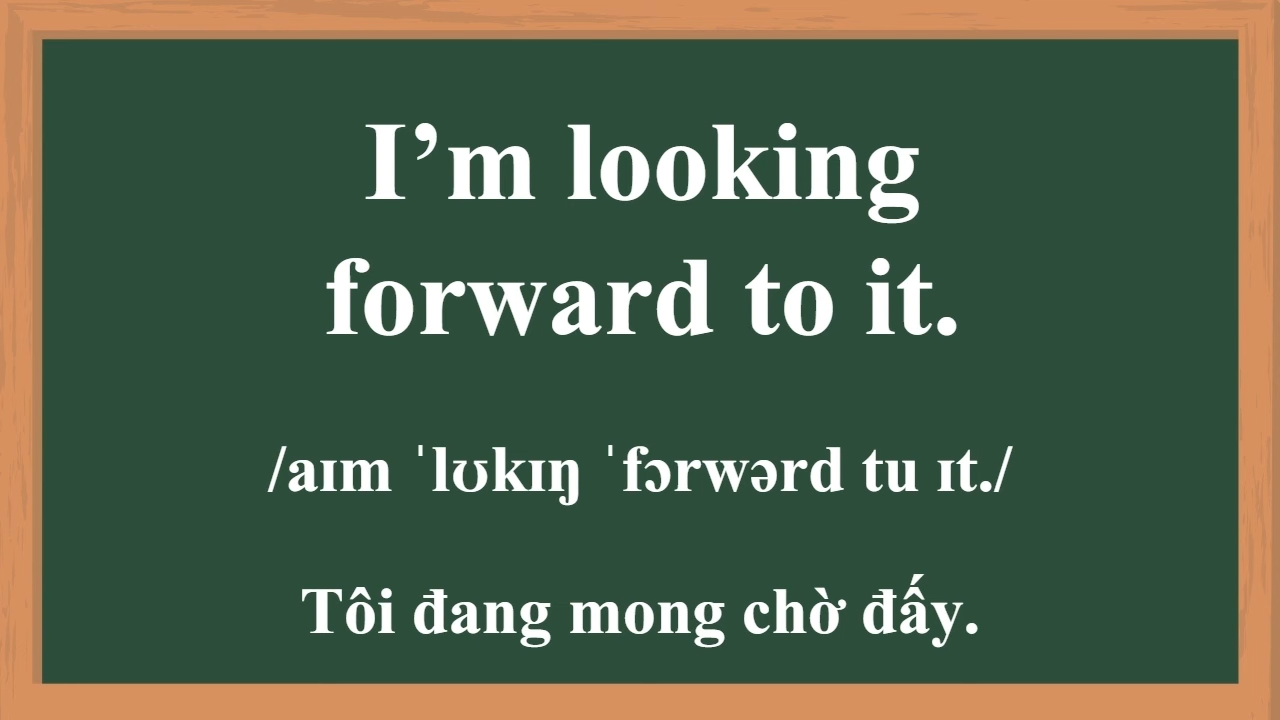 I’m looking
forward to it.
/aɪm ˈlʊkɪŋ ˈfɔrwərd tu ɪt./
Tôi đang mong chờ đấy.